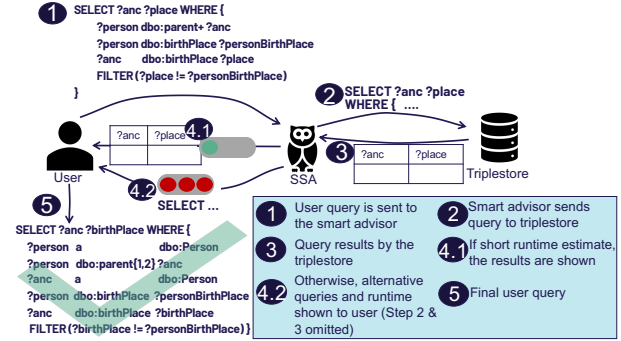 1 SELECT ?anc ?place WHERE {
?person dbo:parent+ ?anc
?person dbo:birthPlace ?personBirthPlace
?anc dbo:birthPlace ?place
FILTER (?place != ?personBirthPlace)
}
2 SELECT ?anc ?place
WHERE { ....
?anc ?place 4.1
3 ?anc ?place
User
SSA
Triplestore
4.2
SELECT ...
5
SELECT ?anc ?birthPlace WHERE {
?person a dbo:Person
?person dbo:parent{1,2} ?anc
?anc a dbo:Person
?person dbo:birthPlace ?personBirthPlace
?anc dbo:birthPlace ?birthPlace
FILTER (?birthPlace != ?personBirthPlace) }
1 User query is sent to
the smart advisor
2 Smart advisor sends
query to triplestore
3 Query results by the
triplestore
4.1 If short runtime estimate,
the results are shown
4.2 Otherwise, alternative
queries and runtime
shown to user (Step 2 &
3 omitted)
5 Final user query